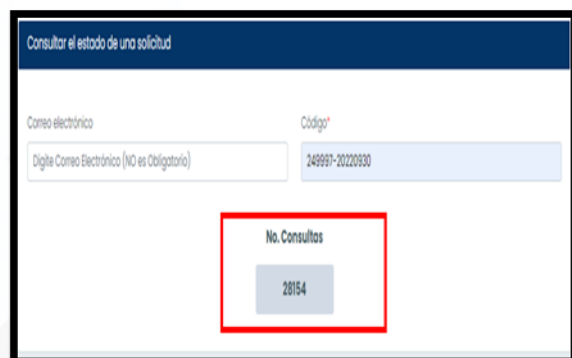 Consultar el estado de una solicitud
Correo electrónico
Código*
Digite Correo Electrónico (NO es Obligatorio)
249997-20220930
No. Consultas
28154